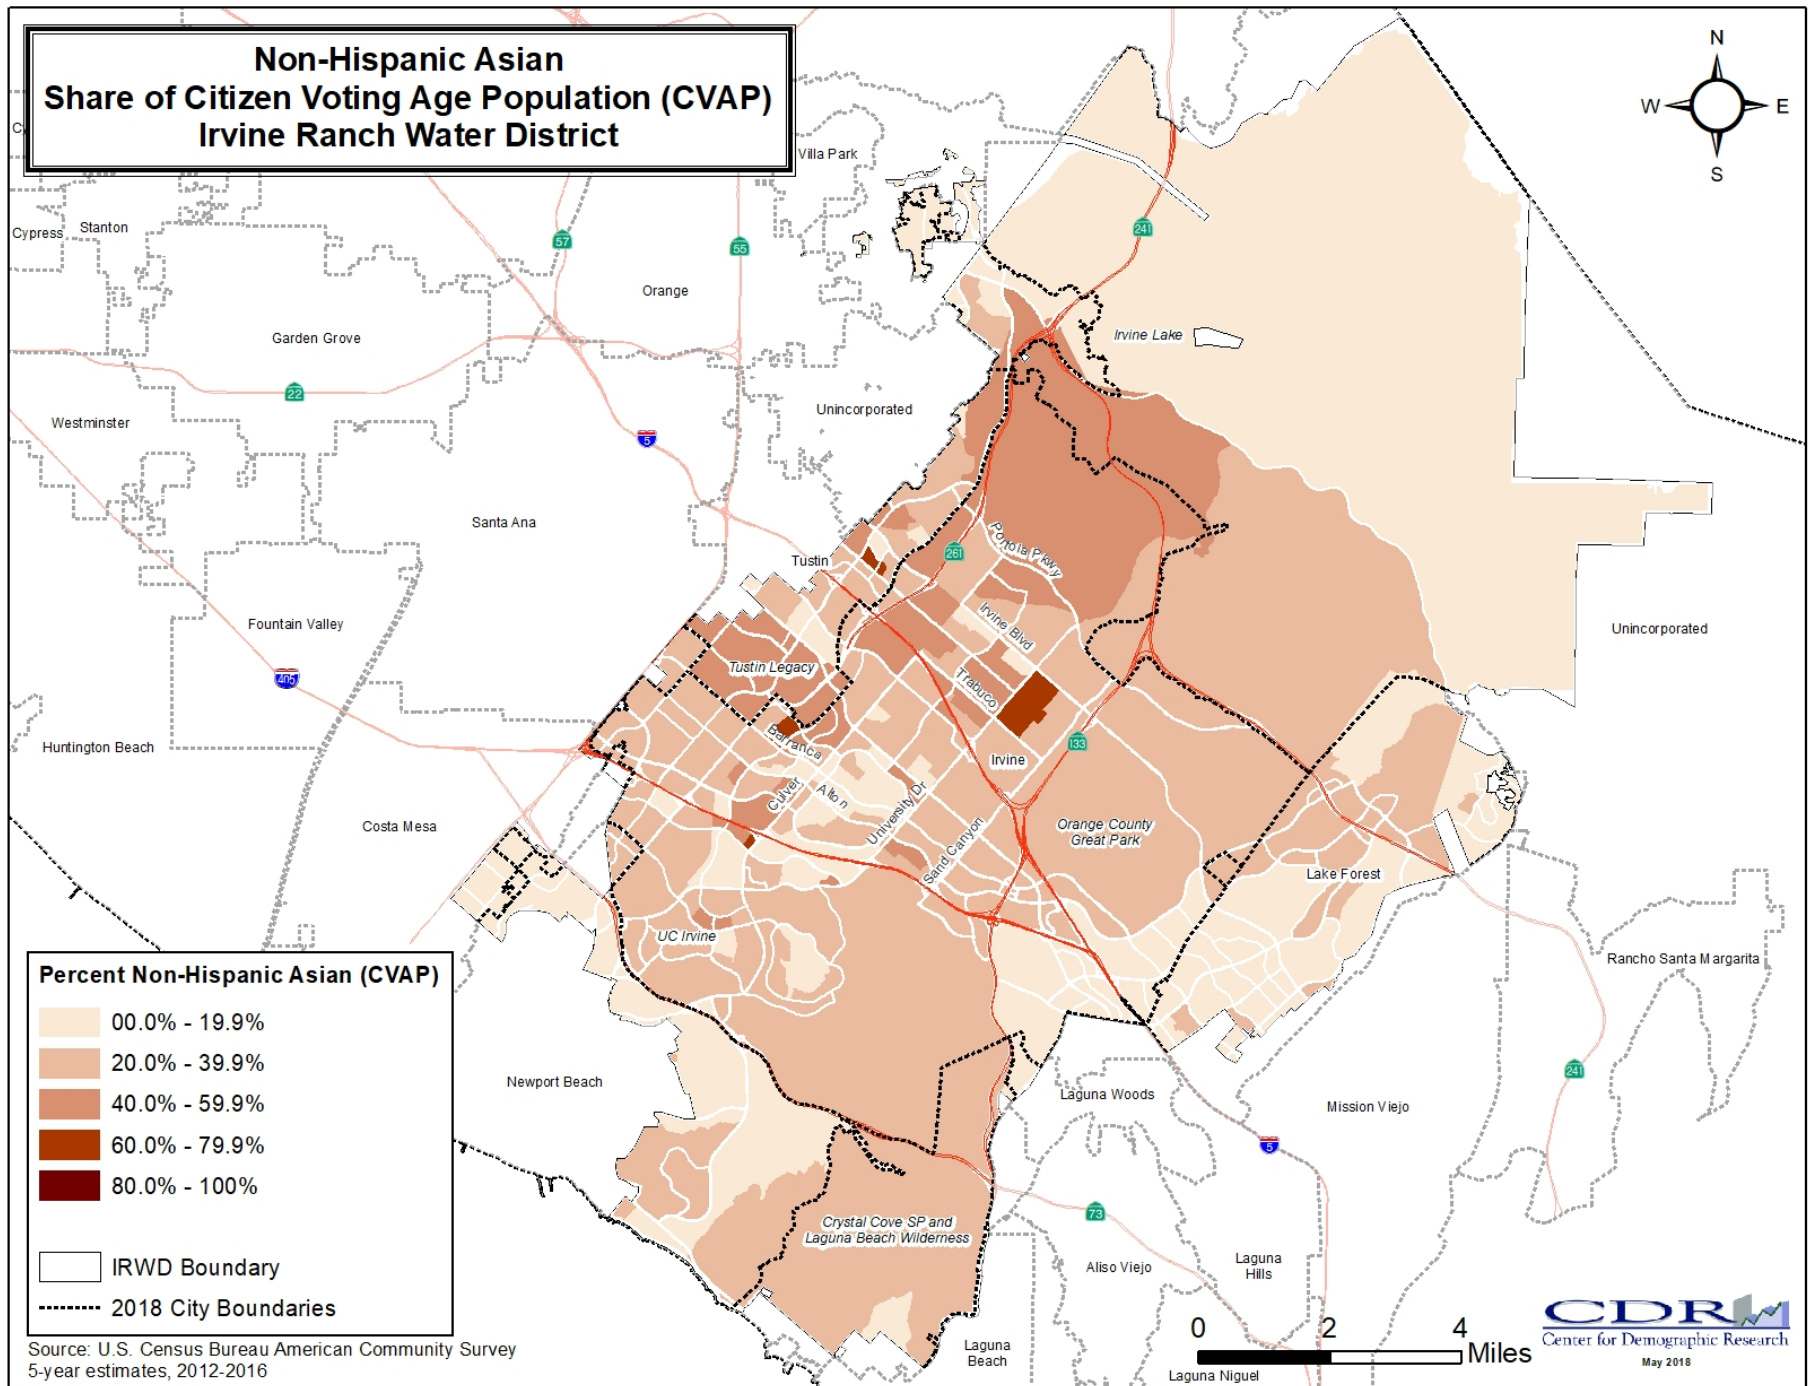 Non-Hispanic Asian
Share of Citizen Voting Age Population (CVAP)
Irvine Ranch Water District
N
W
E
S
Villa Park
241
Cypress
Stanton
57
55
Orange
Garden Grove
Irvine Lake
22
Westminster
Unincorporated
5
Santa Ana
Portola Pkwy
261
Tustin
Fountain Valley
Irvine Blvd
Unincorporated
Tustin Legacy
405
Trabuco
Huntington Beach
Barranca
133
Irvine
Culver
Alton
University Dr
Costa Mesa
Orange County
Great Park
Sand Canyon
Lake Forest
UC Irvine
Rancho Santa Margarita
Percent Non-Hispanic Asian (CVAP)
00.0% - 19.9%
20.0% - 39.9%
40.0% - 59.9%
60.0% - 79.9%
80.0% - 100%
IRWD Boundary
2018 City Boundaries
Newport Beach
Laguna Woods
241
Mission Viejo
5
73
Crystal Cove SP and
Laguna Beach Wilderness
Aliso Viejo
Laguna
Hills
Laguna
Beach
0
2
4
Miles
Laguna Niguel
CDR
Center for Demographic Research
May 2018
Source: U.S. Census Bureau American Community Survey
5-year estimates, 2012-2016